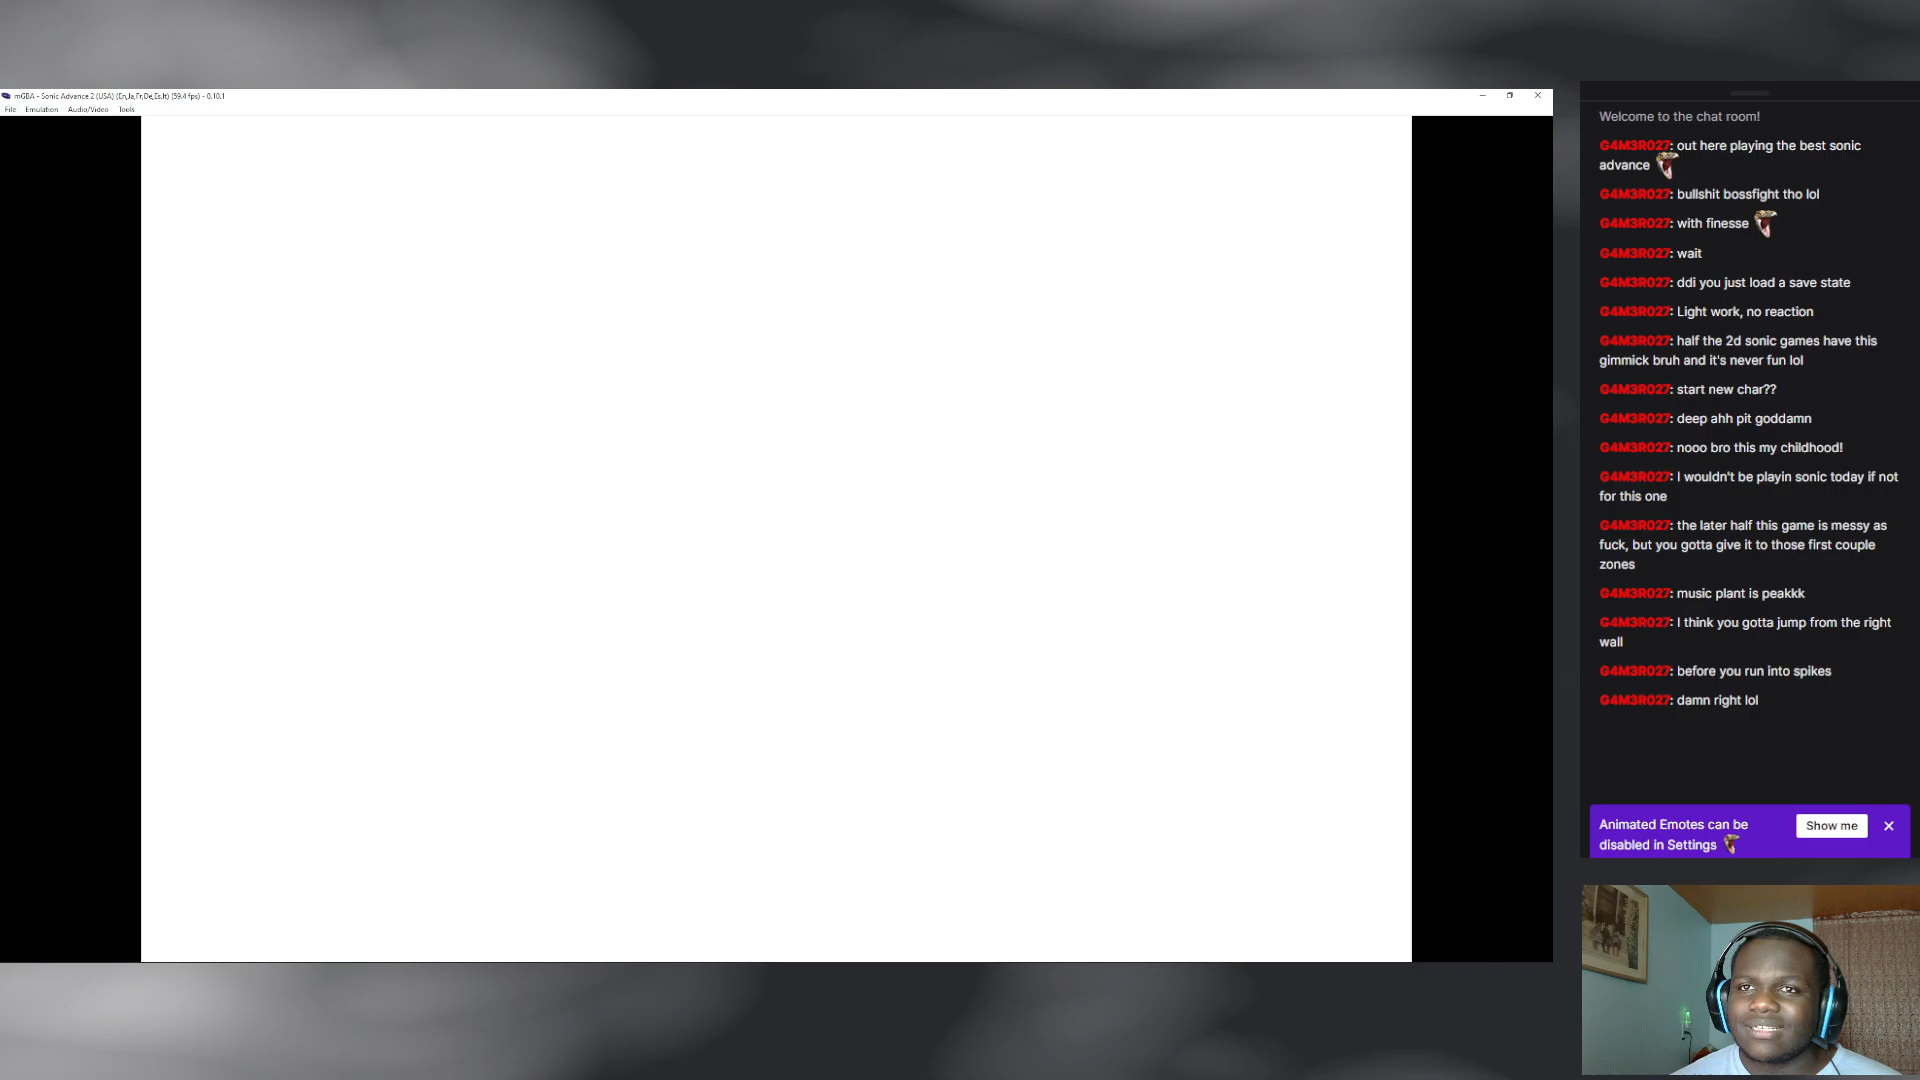 mGBA - Sonic Advance 2 (USA) (En,Ja,Fr,De,Es,It) (59.4 fps) - 0.10.1
File Emulation Audio/Video Tools
Welcome to the chat room!
G4M3R027: out here playing the best sonic
advance
G4M3R027: bullshit bossfight tho lol
G4M3R027: with finesse
G4M3R027: wait
G4M3R027: ddi you just load a save state
G4M3R027: Light work, no reaction
G4M3R027: half the 2d sonic games have this
gimmick bruh and it's never fun lol
G4M3R027: start new char??
G4M3R027: deep ahh pit goddamn
G4M3R027: nooo bro this my childhood!
G4M3R027: I wouldn't be playin sonic today if not
for this one
G4M3R027: the later half this game is messy as
fuck, but you gotta give it to those first couple
zones
G4M3R027: music plant is peakkk
G4M3R027: I think you gotta jump from the right
wall
G4M3R027: before you run into spikes
G4M3R027: damn right lol
Animated Emotes can be
disabled in Settings
Show me